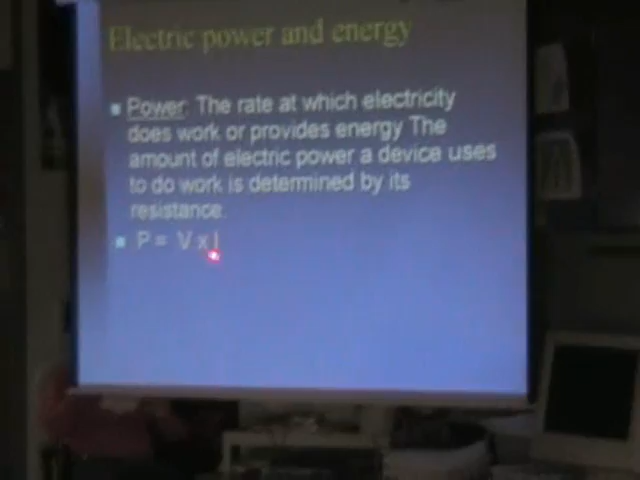 Electric power and energy
Power: The rate at which electricity
does work or provides energy The
amount of electric power a device uses
to do work is determined by its
resistance.
P = V x I